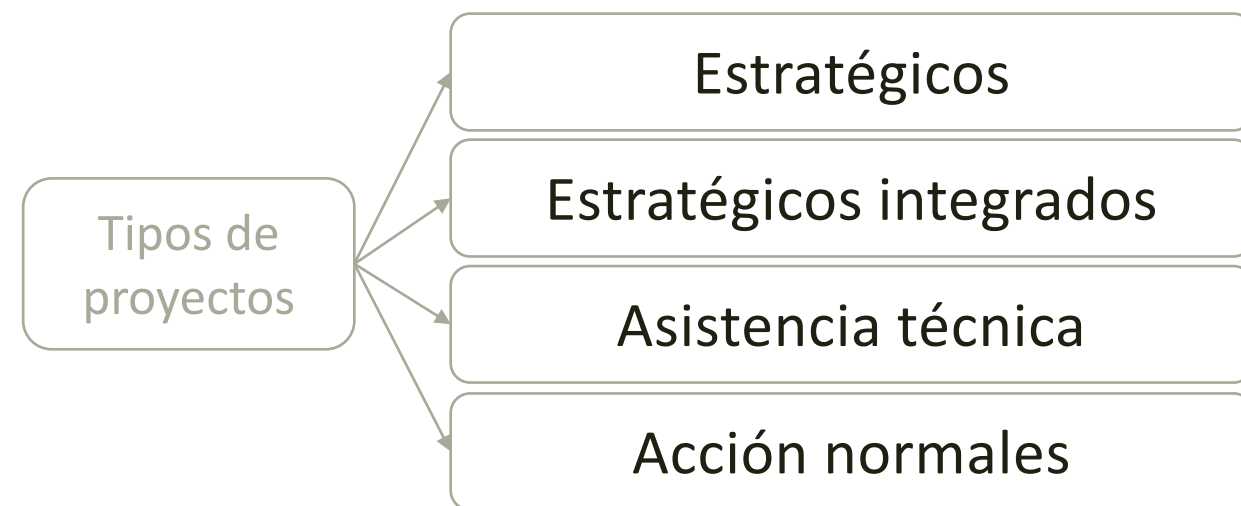 Tipos de
proyectos
Estratégicos
Estratégicos integrados
Asistencia técnica
Acción normales